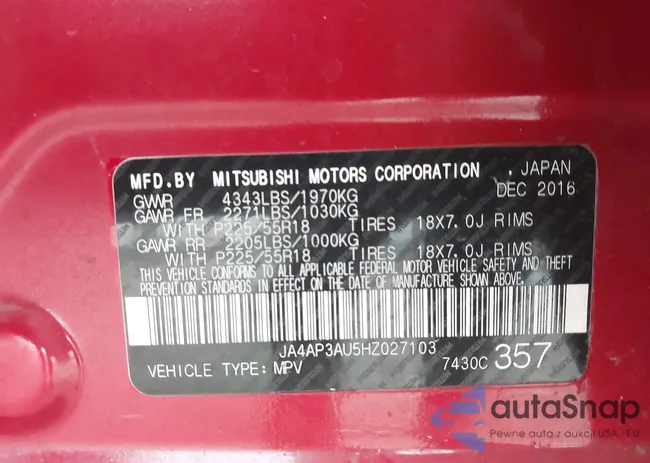 MFD.BY MITSUBISHI MOTORS CORPORATION , JAPAN
GVWR 4343LBS/1970KG DEC 2016
GAWR FR 2271LBS/1030KG
WITH P225/55R18 TIRES 18X7.0J RIMS
GAWR RR 2205LBS/1000KG
WITH P225/55R18 TIRES 18X7.0J RIMS
THIS VEHICLE CONFORMS TO ALL APPLICABLE FEDERAL MOTOR VEHICLE SAFETY AND THEFT
PREVENTION STANDARDS IN EFFECT ON THE DATE OF MANUFACTURE SHOWN ABOVE.
JA4AP3AU5HZ027103
VEHICLE TYPE: MPV 7430C 357
autaSnap
Pewne auta z aukcji USA, EU